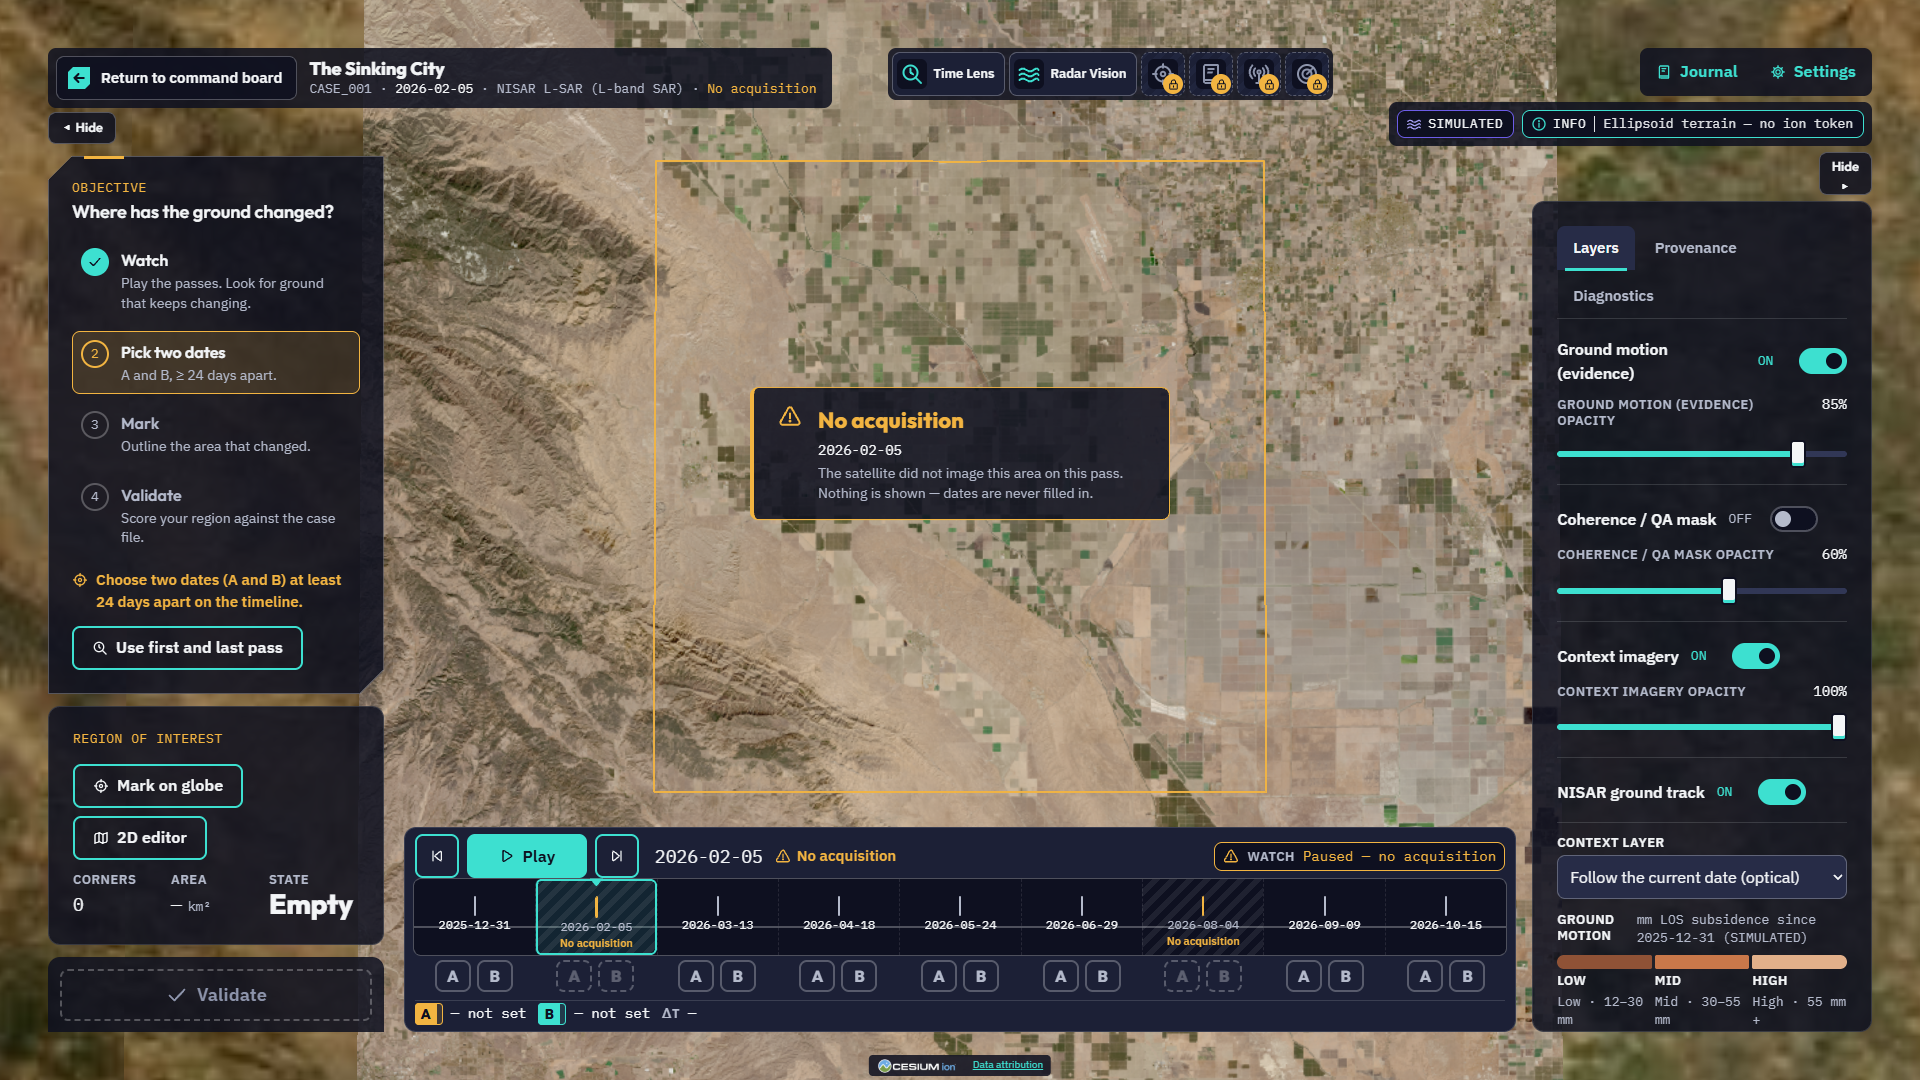 Return to command board
The Sinking City
CASE_001 · 2026-02-05 · NISAR L-SAR (L-band SAR) · No acquisition
Time Lens
Radar Vision
Journal
Settings
SIMULATED
INFO | Ellipsoid terrain — no ion token
◂ Hide
Hide ▸
OBJECTIVE
Where has the ground changed?
Watch
Play the passes. Look for ground
that keeps changing.
2
Pick two dates
A and B, ≥ 24 days apart.
3
Mark
Outline the area that changed.
4
Validate
Score your region against the case
file.
Choose two dates (A and B) at least
24 days apart on the timeline.
Use first and last pass
REGION OF INTEREST
Mark on globe
2D editor
CORNERS AREA STATE
0 — km² Empty
Validate
No acquisition
2026-02-05
The satellite did not image this area on this pass.
Nothing is shown — dates are never filled in.
Play
2026-02-05
No acquisition
WATCH Paused — no acquisition
2025-12-31 2026-02-05 2026-03-13 2026-04-18 2026-05-24 2026-06-29 2026-08-04 2026-09-09 2026-10-15
No acquisition No acquisition
A B A B A B A B A B A B A B A B A B
A — not set B — not set ΔT —
Layers
Provenance
Diagnostics
Ground motion
(evidence)
ON
GROUND MOTION (EVIDENCE)
OPACITY
85%
Coherence / QA mask OFF
COHERENCE / QA MASK OPACITY 60%
Context imagery ON
CONTEXT IMAGERY OPACITY 100%
NISAR ground track ON
CONTEXT LAYER
Follow the current date (optical)
GROUND
MOTION
mm LOS subsidence since
2025-12-31 (SIMULATED)
LOW MID HIGH
Low · 12–30
mm
Mid · 30–55
mm
High · 55 mm
+
CESIUM ion
Data attribution